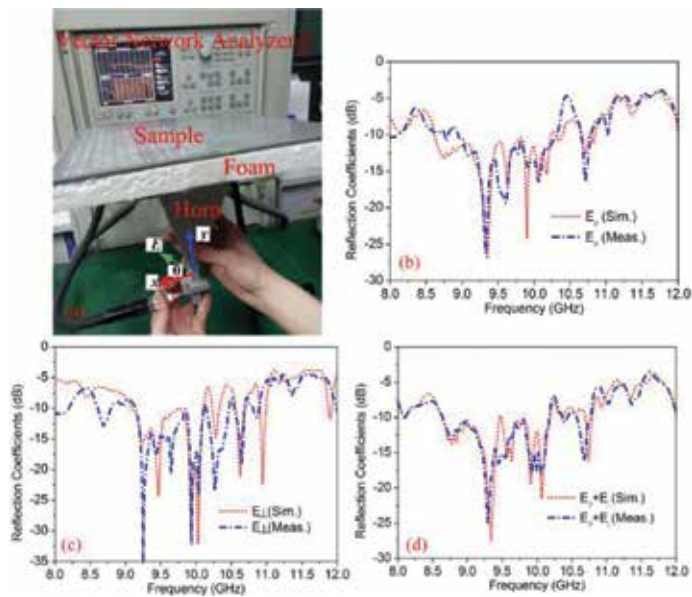 Vector Network Analyzer
Sample
Foam
Horn
x
θ
Reflection Coefficients (dB)
0
-5
-10
-15
-20
-25
-30
8.0 8.5 9.0 9.5 10.0 10.5 11.0 11.5 12.0
Frequency (GHz)
(Sim.)
(Meas.)
(b)
Reflection Coefficients (dB)
0
-5
-10
-15
-20
-25
-30
-35
8.0 8.5 9.0 9.5 10.0 10.5 11.0 11.5 12.0
Frequency (GHz)
E⊥(Sim.)
E⊥(Meas.)
(c)
Reflection Coefficients (dB)
0
-5
-10
-15
-20
-25
-30
8.0 8.5 9.0 9.5 10.0 10.5 11.0 11.5 12.0
Frequency (GHz)
(Sim.)
(Meas.)
(d)